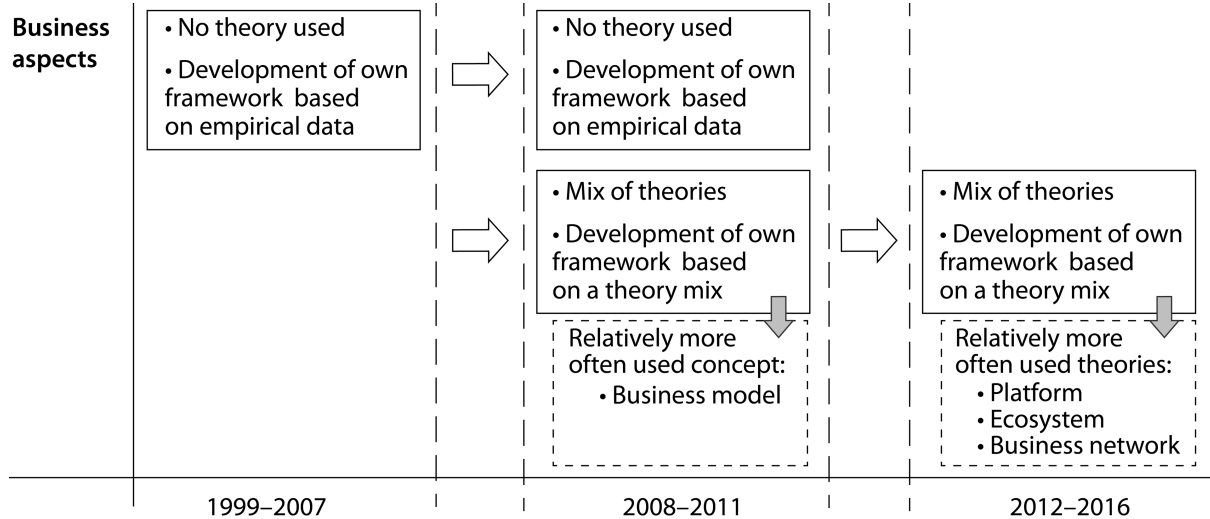 Business
aspects
• No theory used
• Development of own
framework based
on empirical data
• No theory used
• Development of own
framework based
on empirical data
• Mix of theories
• Development of own
framework based
on a theory mix
Relatively more
often used concept:
• Business model
• Mix of theories
• Development of own
framework based
on a theory mix
Relatively more
often used theories:
• Platform
• Ecosystem
• Business network
1999–2007
2008–2011
2012–2016